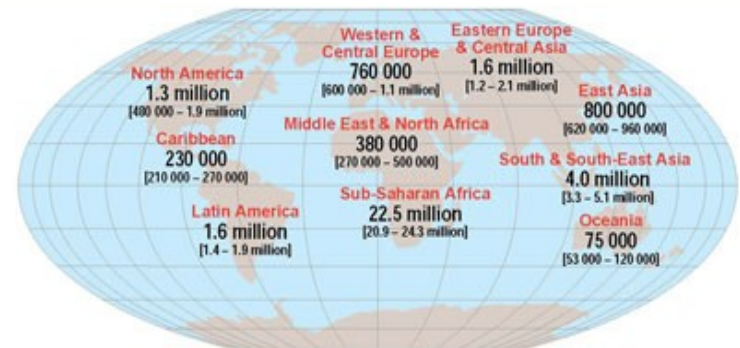 North America
1.3 million
[480 000 – 1.9 million]
Caribbean
230 000
[210 000 – 270 000]
Latin America
1.6 million
[1.4 – 1.9 million]
Western &
Central Europe
760 000
[600 000 – 1.1 million]
Middle East & North Africa
380 000
[270 000 – 500 000]
Sub-Saharan Africa
22.5 million
[20.9 – 24.3 million]
Eastern Europe
& Central Asia
1.6 million
[1.2 – 2.1 million]
East Asia
800 000
[620 000 – 960 000]
South & South-East Asia
4.0 million
[3.3 – 5.1 million]
Oceania
75 000
[53 000 – 120 000]